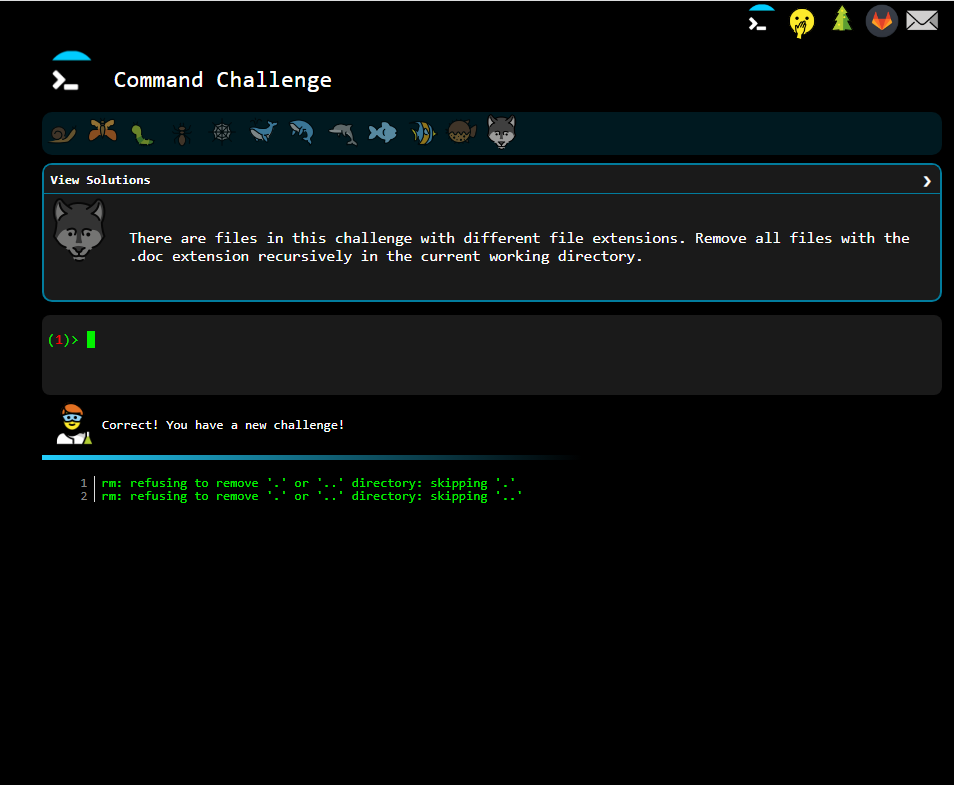 Command Challenge
View Solutions
There are files in this challenge with different file extensions. Remove all files with the
.doc extension recursively in the current working directory.
(1)>
Correct! You have a new challenge!
1 rm: refusing to remove '.' or '..' directory: skipping '.'
2 rm: refusing to remove '.' or '..' directory: skipping '..'